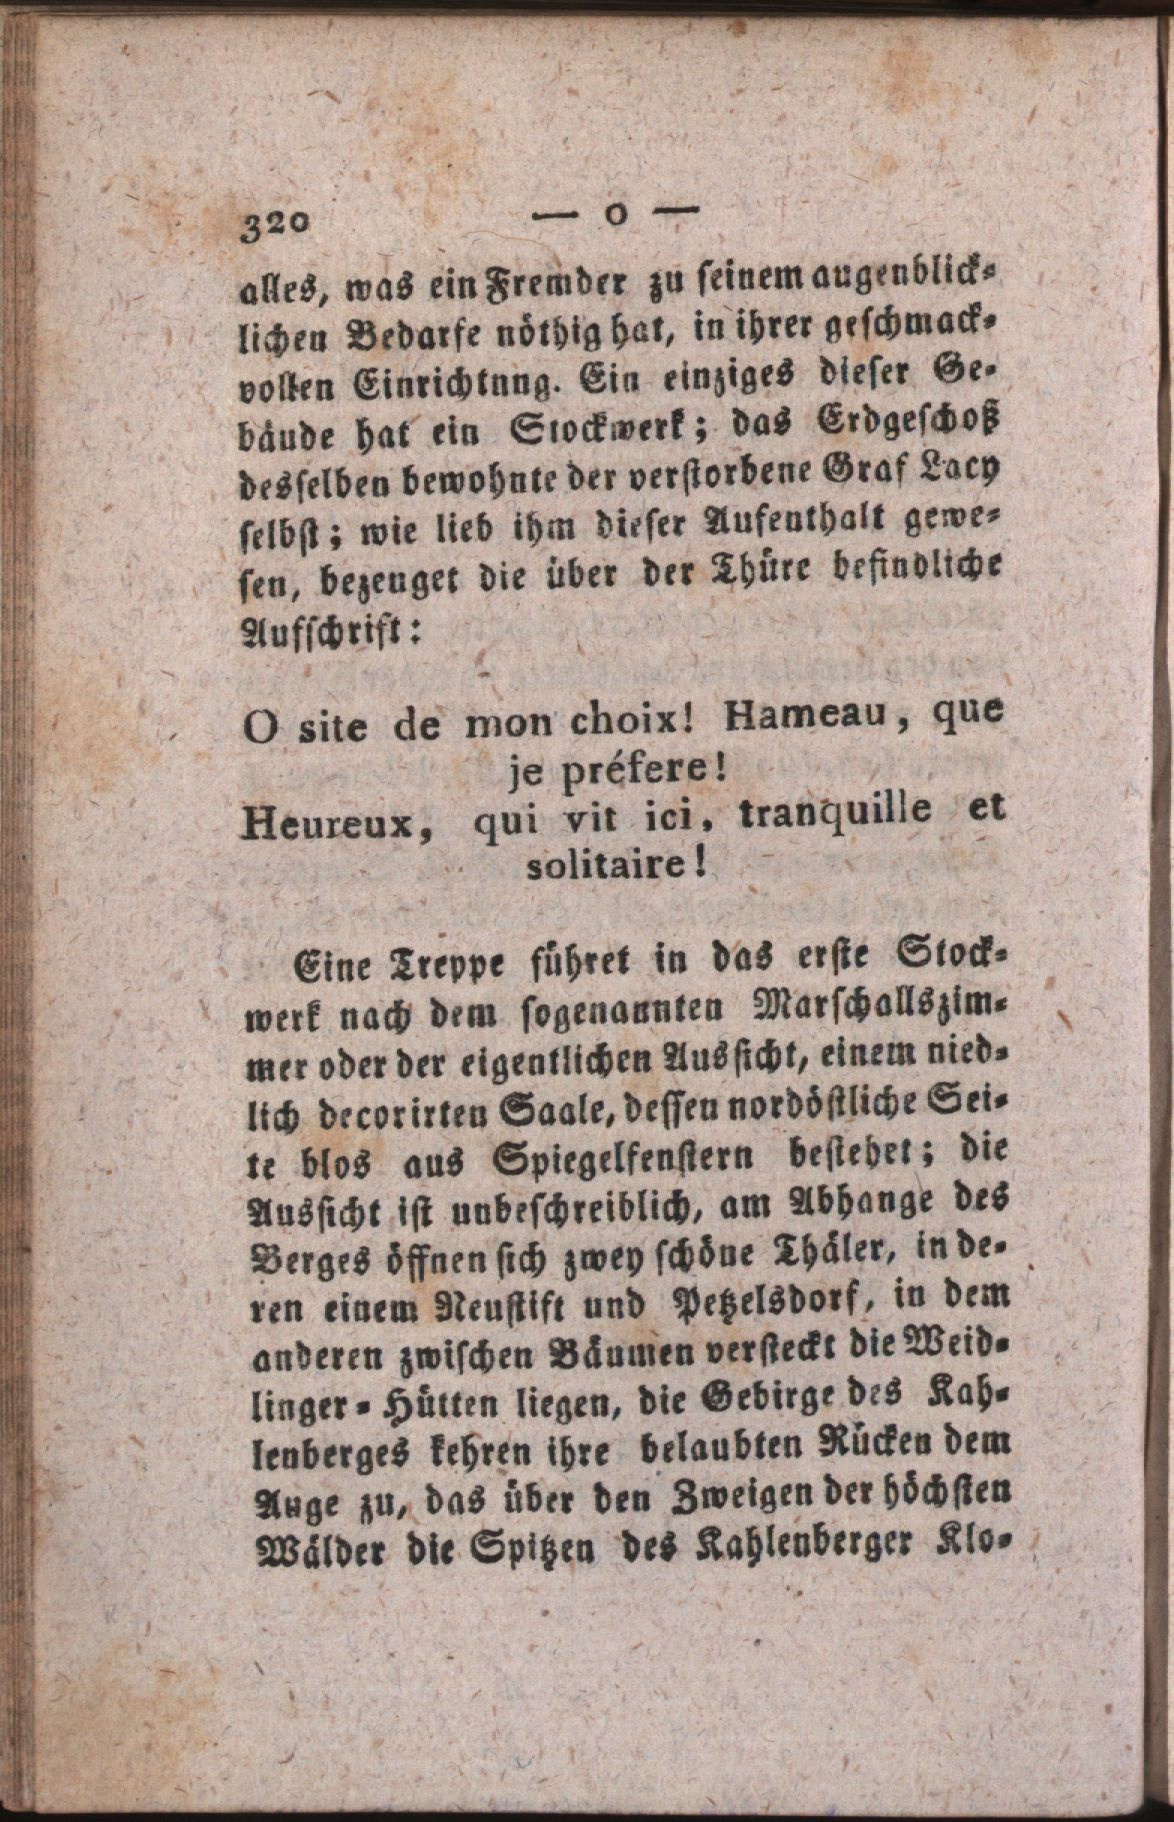 320 — 0 —
alles, was ein Fremder zu seinem augenblick-
lichen Bedarfe nöthig hat, in ihrer geschmack-
vollen Einrichtnng. Ein einziges dieser Ge-
bäude hat ein Stockwerk; das Erdgeschoß
desselben bewohnte der verstorbene Graf Lacy
selbst; wie lieb ihm dieser Aufenthalt gewe-
sen, bezeuget die über der Thüre befindliche
Aufschrift:
O site de mon choix! Hameau, que
je préfere!
Heureux, qui vit ici, tranquille et
solitaire!
Eine Treppe führet in das erste Stock-
werk nach dem sogenannten Marschallszim-
mer oder der eigentlichen Aussicht, einem nied-
lich decorirten Saale, dessen nordöstliche Sei-
te blos aus Spiegelfenstern bestehet; die
Aussicht ist unbeschreiblich, am Abhange des
Berges öffnen sich zwey schöne Thäler, in de-
ren einem Neustift und Petzelsdorf, in dem
anderen zwischen Bäumen versteckt die Weid-
linger-Hütten liegen, die Gebirge des Kah-
lenberges kehren ihre belaubten Rücken dem
Auge zu, das über den Zweigen der höchsten
Wälder die Spitzen des Kahlenberger Klo-